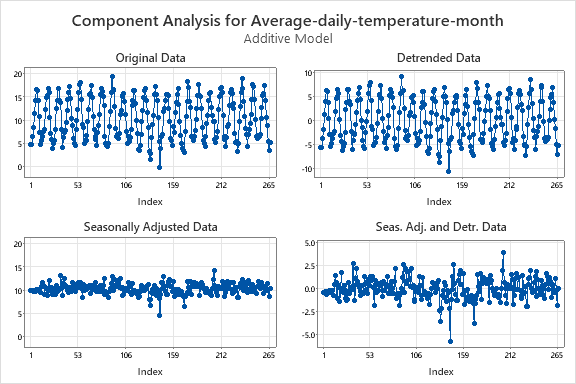 Component Analysis for Average-daily-temperature-month
Additive Model
Original Data
Detrended Data
20
15
10
5
0
1 53 106 159 212 265
Index
10
5
0
-5
-10
1 53 106 159 212 265
Index
Seasonally Adjusted Data
Seas. Adj. and Detr. Data
20
15
10
5
0
1 53 106 159 212 265
Index
5.0
2.5
0.0
-2.5
-5.0
1 53 106 159 212 265
Index